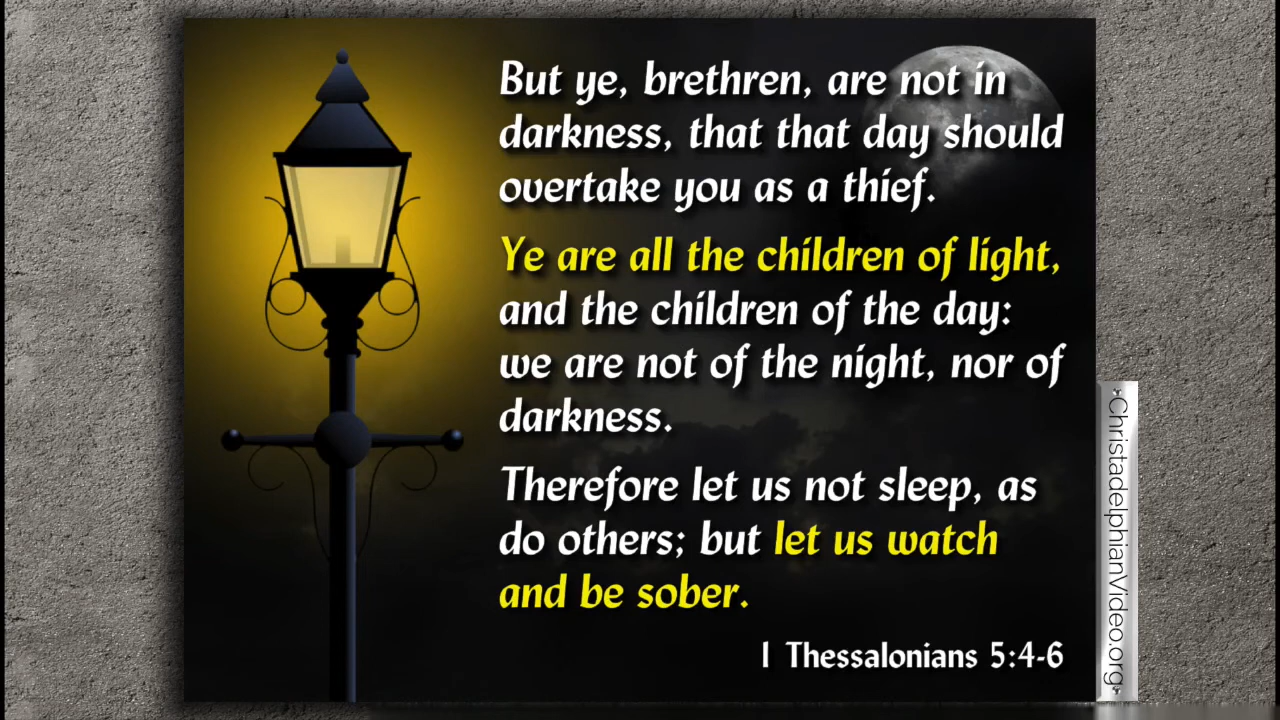 But ye, brethren, are not in
darkness, that that day should
overtake you as a thief.
Ye are all the children of light,
and the children of the day:
we are not of the night, nor of
darkness.
Therefore let us not sleep, as
do others; but let us watch
and be sober.
1 Thessalonians 5:4-6
ChristadelphianVideo.org